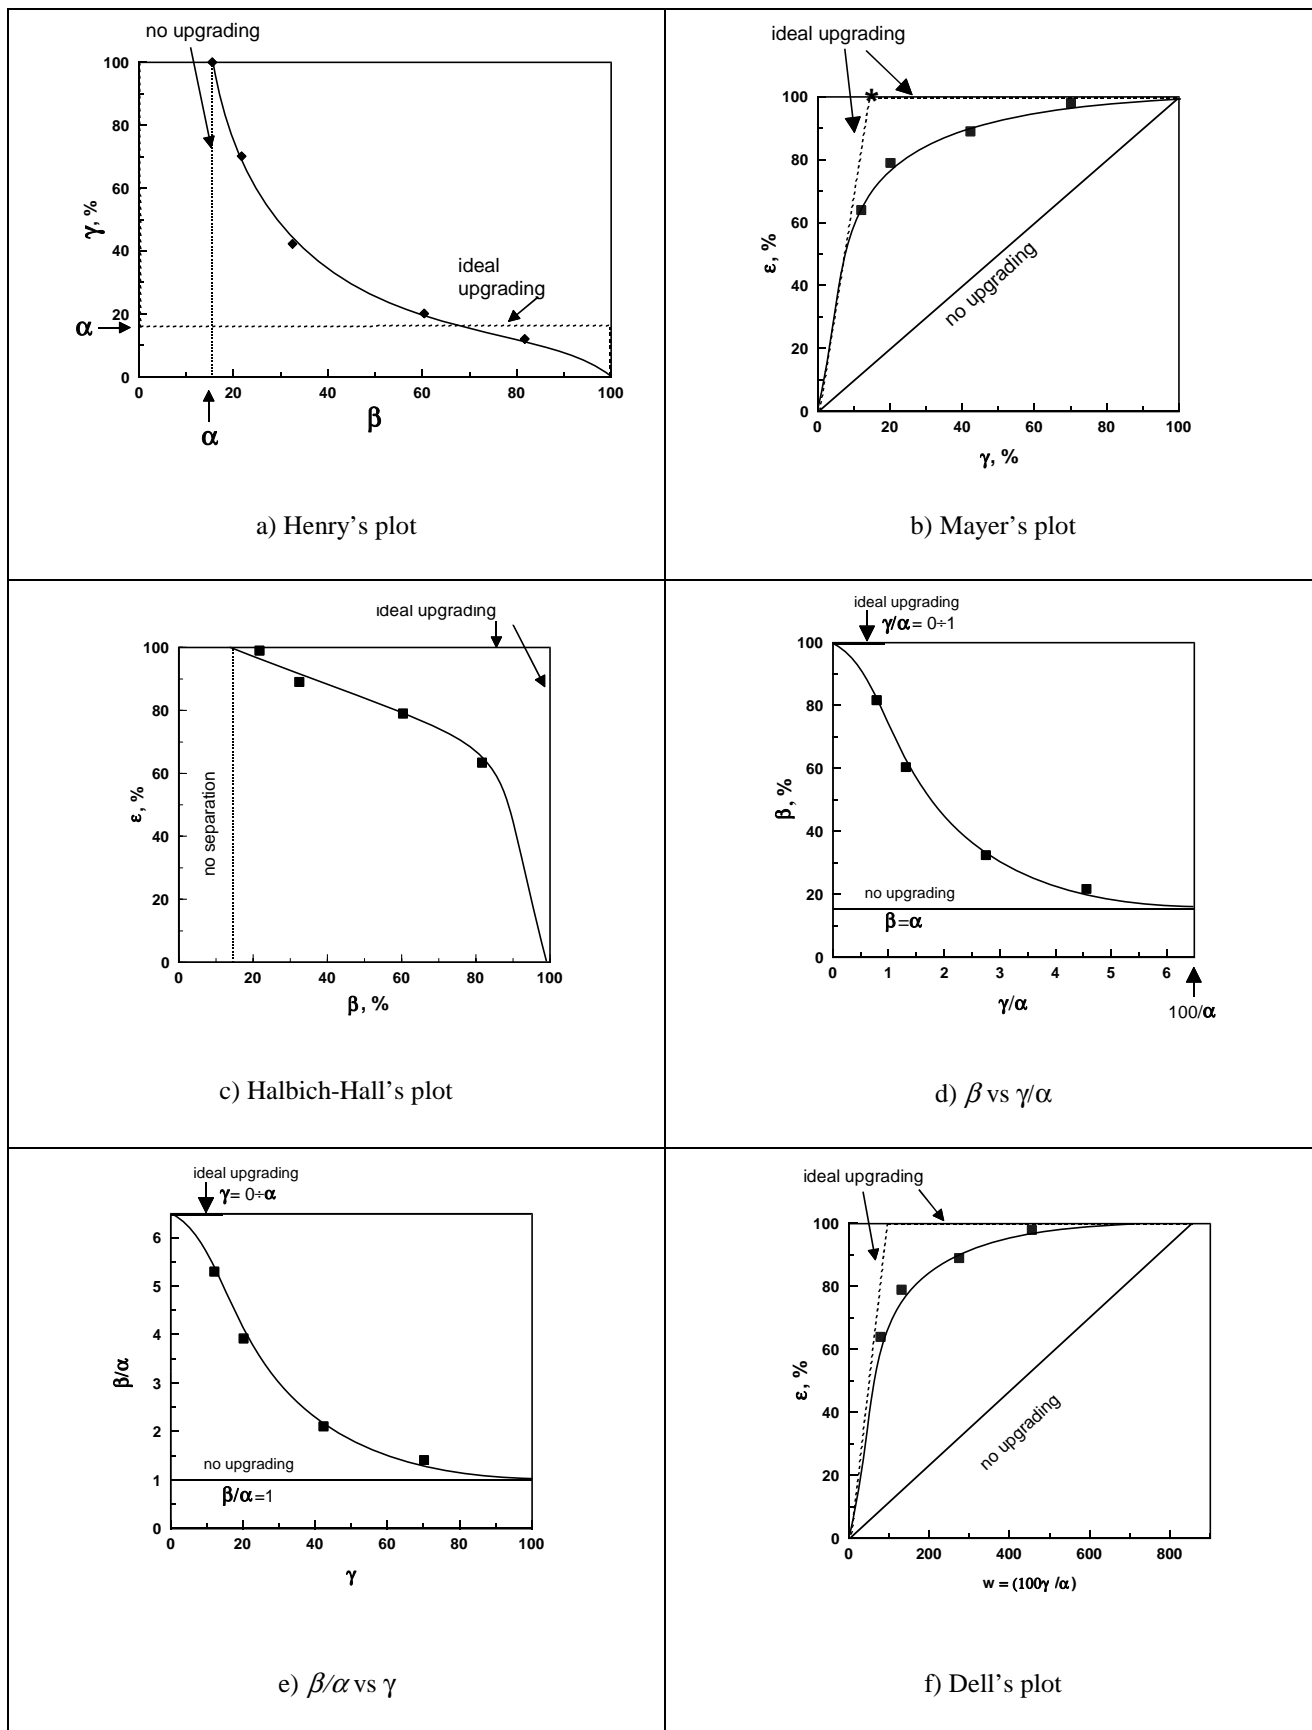 no upgrading
100
80
60
40
20
0
γ, %
α
ideal
upgrading
0
20
40
60
80
100
β
α
a) Henry's plot
ideal upgrading
100
80
60
40
20
0
ε, %
no upgrading
0
20
40
60
80
100
γ, %
b) Mayer's plot
ideal upgrading
100
80
60
40
20
0
ε, %
no separation
0
20
40
60
80
100
β, %
c) Halbich-Hall's plot
ideal upgrading
γ/α= 0÷1
100
80
60
40
20
0
β, %
no upgrading
β=α
0
1
2
3
4
5
6
γ/α
100/α
d) β vs γ/α
ideal upgrading
γ= 0÷α
6
5
4
3
2
1
0
β/α
no upgrading
β/α=1
0
20
40
60
80
100
γ
e) β/α vs γ
ideal upgrading
100
80
60
40
20
0
ε, %
no upgrading
0
200
400
600
800
w = (100γ /α)
f) Dell's plot